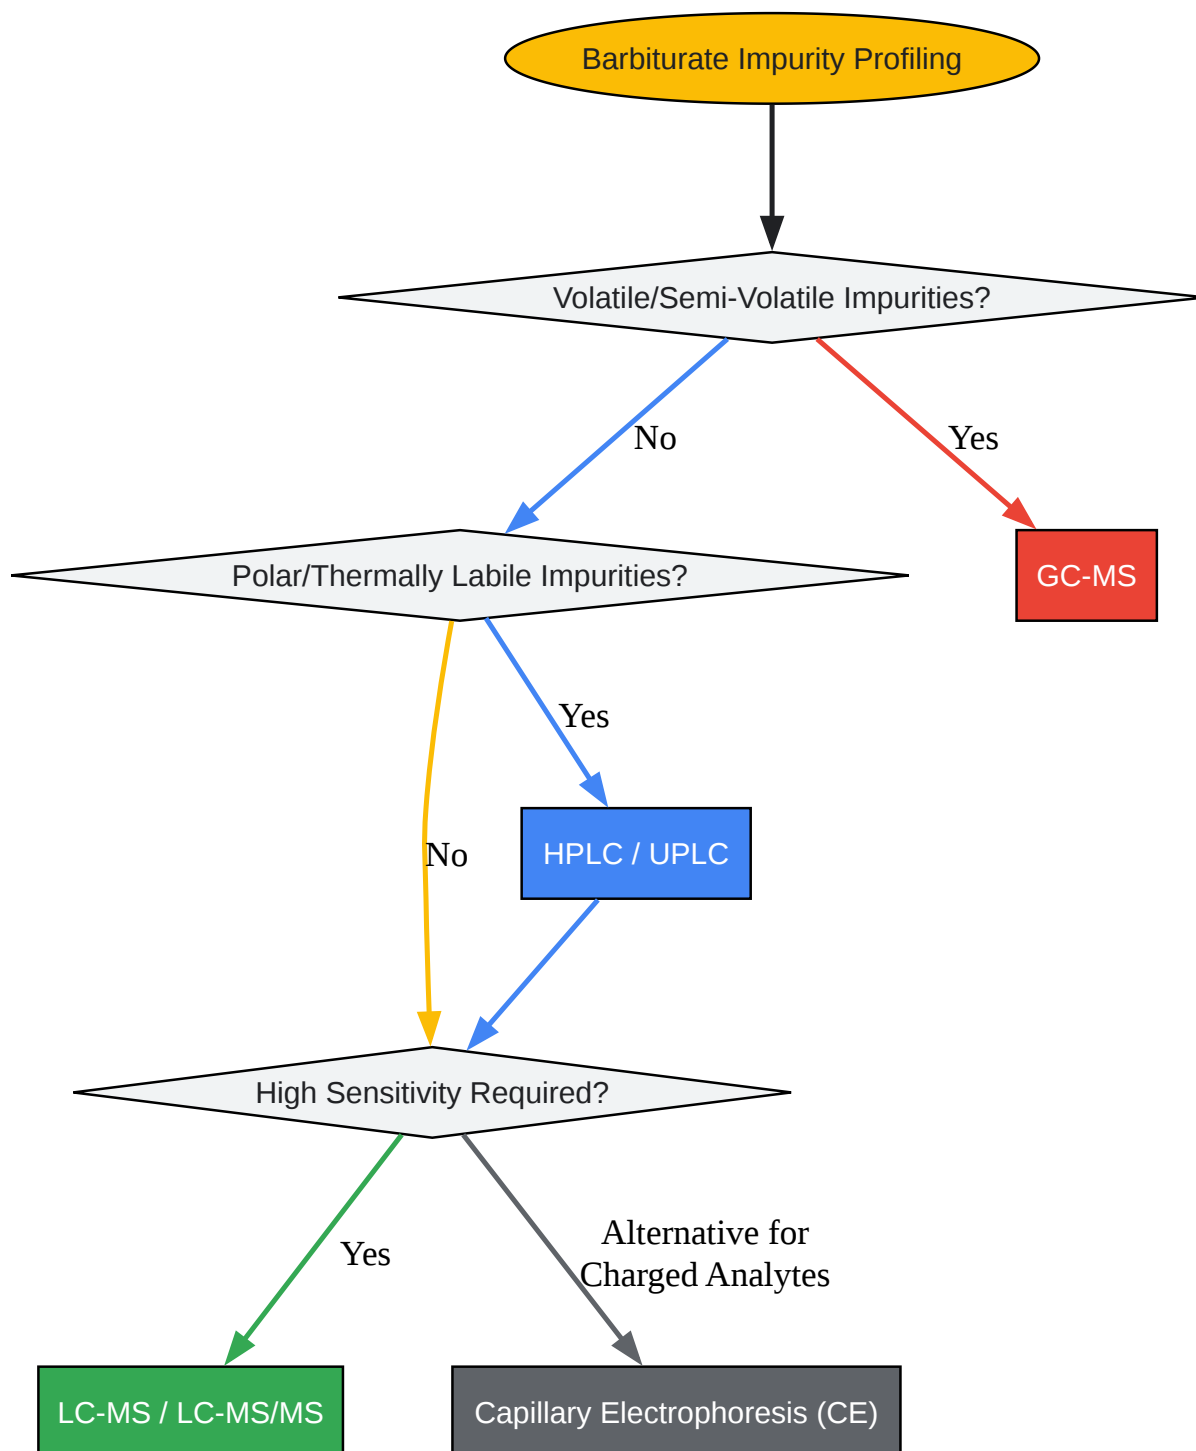 Barbiturate Impurity Profiling
Volatile/Semi-Volatile Impurities?
No
Yes
Polar/Thermally Labile Impurities?
GC-MS
Yes
No
HPLC / UPLC
High Sensitivity Required?
Yes
Alternative for
Charged Analytes
LC-MS / LC-MS/MS
Capillary Electrophoresis (CE)